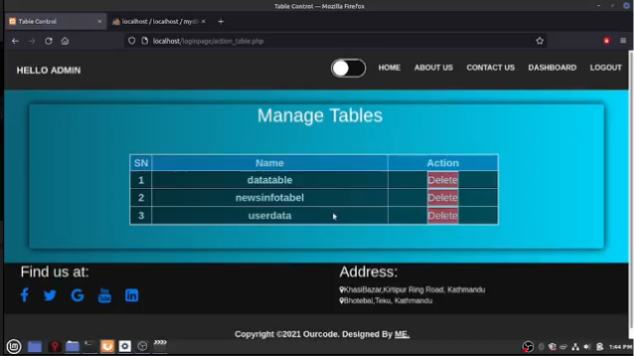 Table Control — Mozilla Firefox
Table Control × localhost / localhost / myd × +
localhost/loginpage/action_table.php
HELLO ADMIN HOME ABOUT US CONTACT US DASHBOARD LOGOUT
Manage Tables
SN Name Action
1 datatable Delete
2 newsinfotabel Delete
3 userdata Delete
Find us at: Address:
KhasiBazar,Kirtipur Ring Road, Kathmandu
Bhotebal,Teku, Kathmandu
Copyright ©2021 Ourcode. Designed By ME.
1:44 PM